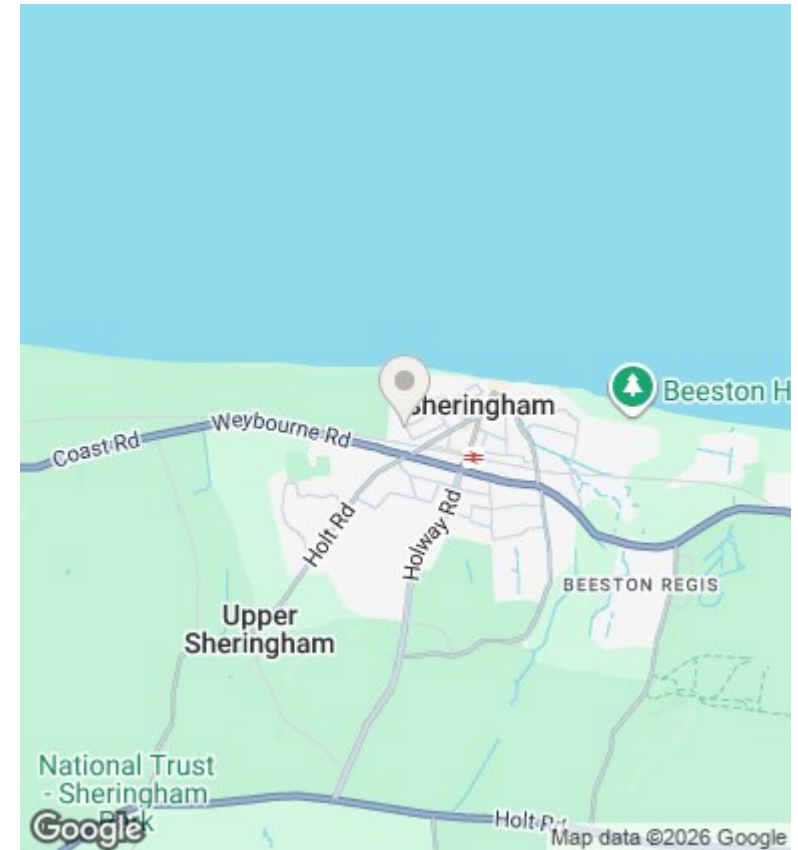 Sheringham
Beeston H
Weybourne Rd
Coast Rd
Holt Rd
Holway Rd
BEESTON REGIS
Upper
Sheringham
National Trust
- Sheringham
Park
Holt Rd
Google
Map data ©2026 Google